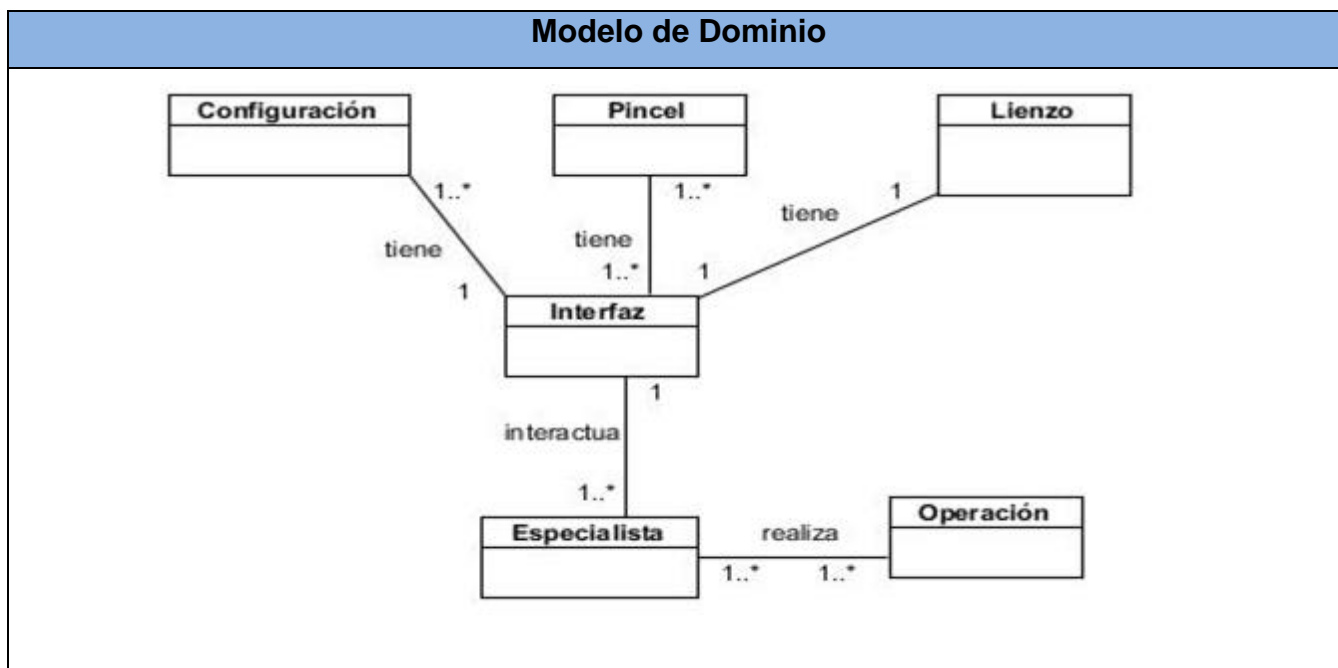 Modelo de Dominio
Configuración
Pincel
Lienzo
1..*
1..*
1
tiene
tiene
tiene
1
1..*
1
Interfaz
1
interactua
1..*
Especialista
realiza
Operación
1..*
1..*